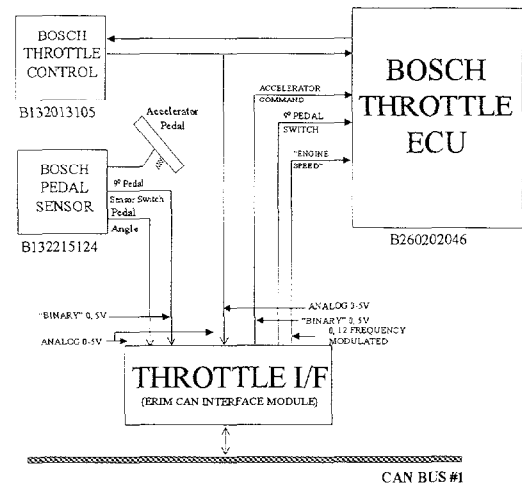 BOSCH
THROTTLE
CONTROL
B132013105
BOSCH
THROTTLE
ECU
B260202046
ACCELERATOR
COMMAND
9° PEDAL
SWITCH
"ENGINE
SPEED"
Accelerator
Pedal
BOSCH
PEDAL
SENSOR
B132215124
9° Pedal
Sensor Switch
Pedal
Angle
"BINARY" 0, 5V
ANALOG 0-5V
ANALOG 0-5V
"BINARY" 0, 5V
0, 12 FREQUENCY
MODULATED
THROTTLE I/F
(ERIM CAN INTERFACE MODULE)
CAN BUS #1